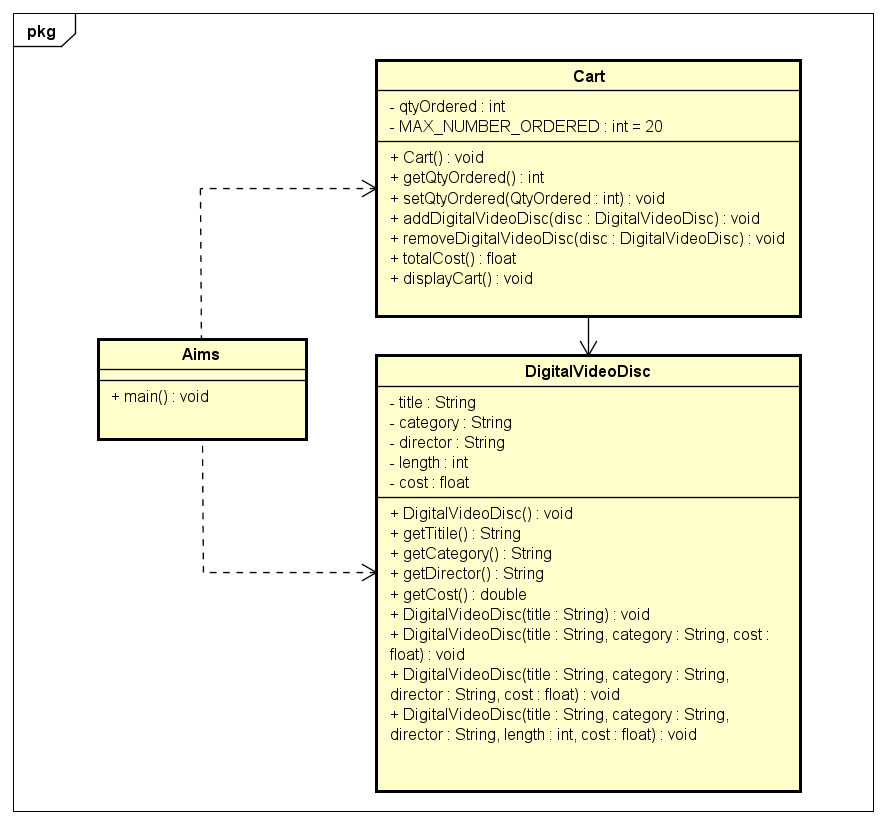 pkg
Cart
- qtyOrdered : int
- MAX_NUMBER_ORDERED : int = 20
+ Cart() : void
+ getQtyOrdered() : int
+ setQtyOrdered(QtyOrdered : int) : void
+ addDigitalVideoDisc(disc : DigitalVideoDisc) : void
+ removeDigitalVideoDisc(disc : DigitalVideoDisc) : void
+ totalCost() : float
+ displayCart() : void
Aims
+ main() : void
DigitalVideoDisc
- title : String
- category : String
- director : String
- length : int
- cost : float
+ DigitalVideoDisc() : void
+ getTitile() : String
+ getCategory() : String
+ getDirector() : String
+ getCost() : double
+ DigitalVideoDisc(title : String) : void
+ DigitalVideoDisc(title : String, category : String, cost :
float) : void
+ DigitalVideoDisc(title : String, category : String,
director : String, cost : float) : void
+ DigitalVideoDisc(title : String, category : String,
director : String, length : int, cost : float) : void